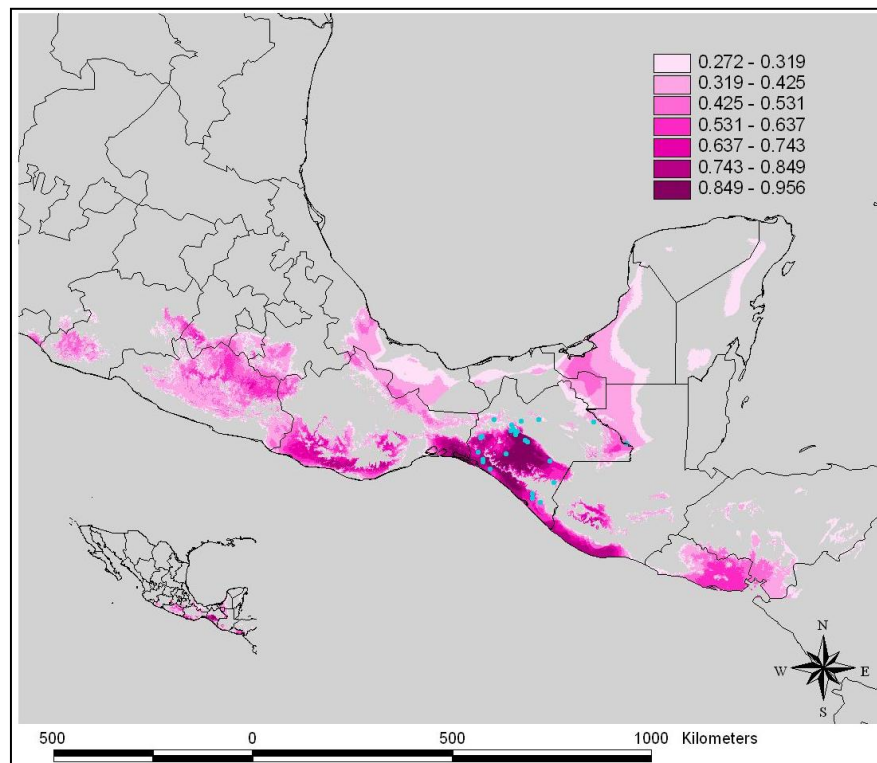 0.272 - 0.319
0.319 - 0.425
0.425 - 0.531
0.531 - 0.637
0.637 - 0.743
0.743 - 0.849
0.849 - 0.956
N
W E
S
500 0 500 1000 Kilometers